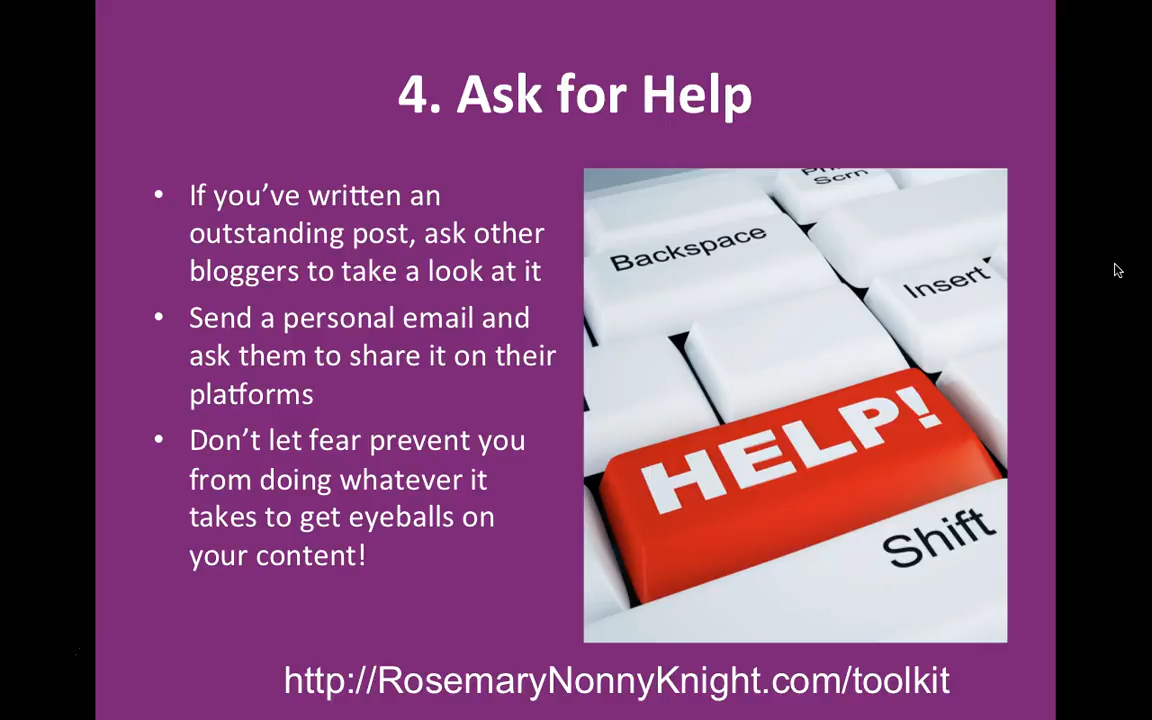 4. Ask for Help
• If you’ve written an
outstanding post, ask other
bloggers to take a look at it
• Send a personal email and
ask them to share it on their
platforms
• Don’t let fear prevent you
from doing whatever it
takes to get eyeballs on
your content!
Scrn
Backspace
Insert
HELP!
Shift
http://RosemaryNonnyKnight.com/toolkit